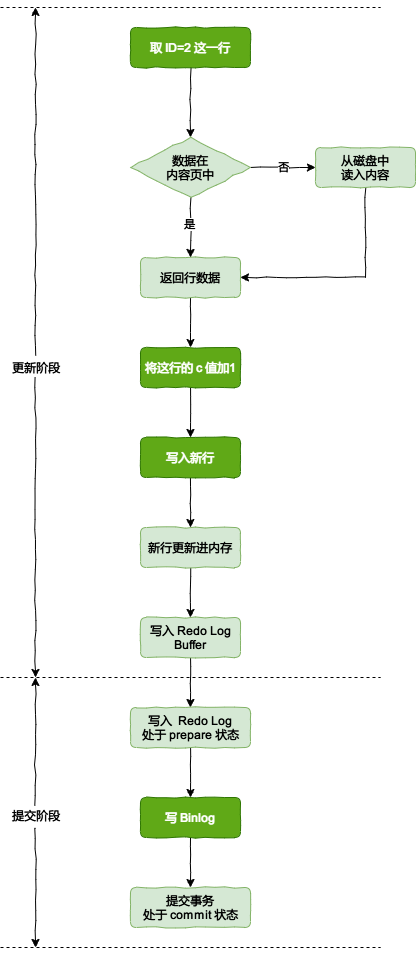 取 ID=2 这一行
数据在
内容页中
否
从磁盘中
读入内容
是
返回行数据
更新阶段
将这行的 c 值加1
写入新行
新行更新进内存
写入 Redo Log
Buffer
写入 Redo Log
处于 prepare 状态
提交阶段
写 Binlog
提交事务
处于 commit 状态